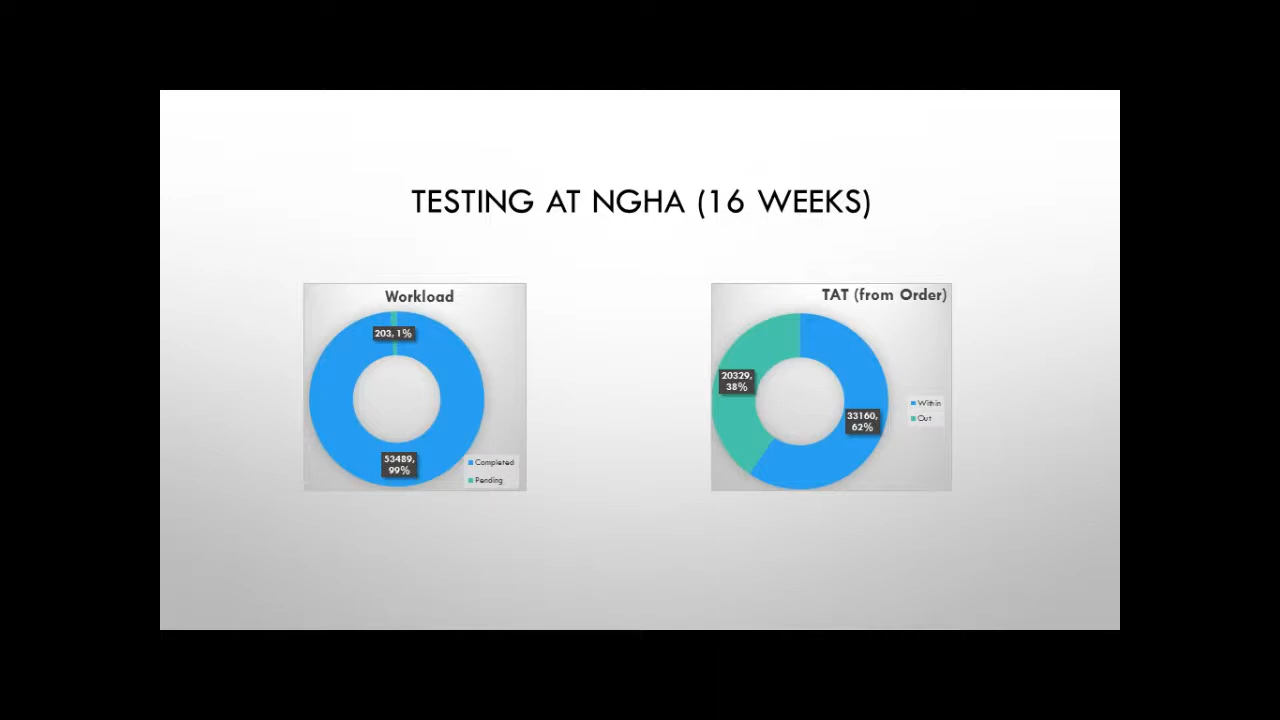 TESTING AT NGHA (16 WEEKS)
Workload
203, 1%
53489,
99%
Completed
Pending
TAT (from Order)
20329,
38%
33160,
62%
Within
Out